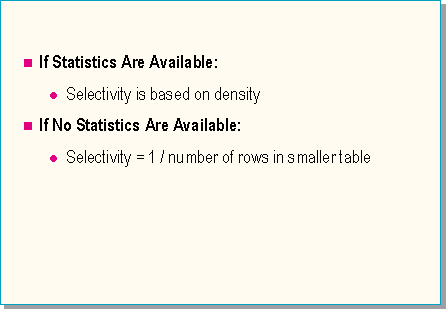 If Statistics Are Available:
Selectivity is based on density
If No Statistics Are Available:
Selectivity = 1 / number of rows in smaller table